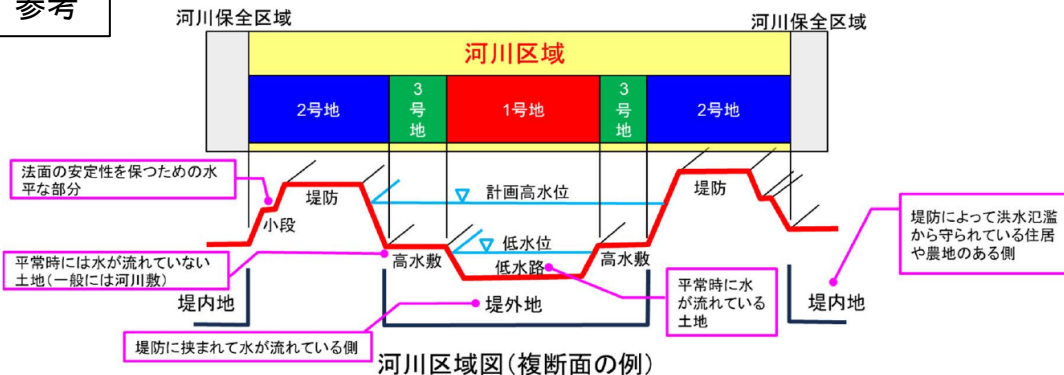 参考
河川保全区域
河川保全区域
河川区域
2号地
3号地
1号地
3号地
2号地
法面の安定性を保つための水
平な部分
堤防
小段
計画高水位
堤防
低水位
高水敷
低水路
高水敷
平常時には水が流れていない
土地(一般には河川敷)
堤防によって洪水氾濫
から守られている住居
や農地のある側
平常時に水
が流れている
土地
堤内地
堤外地
堤内地
堤防に挟まれて水が流れている側
河川区域図(複断面の例)